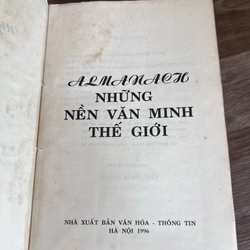 ALMANACH
NHỮNG
NỀN VĂN MINH
THẾ GIỚI
NHÀ XUẤT BẢN VĂN HÓA - THÔNG TIN
HÀ NỘI 1996